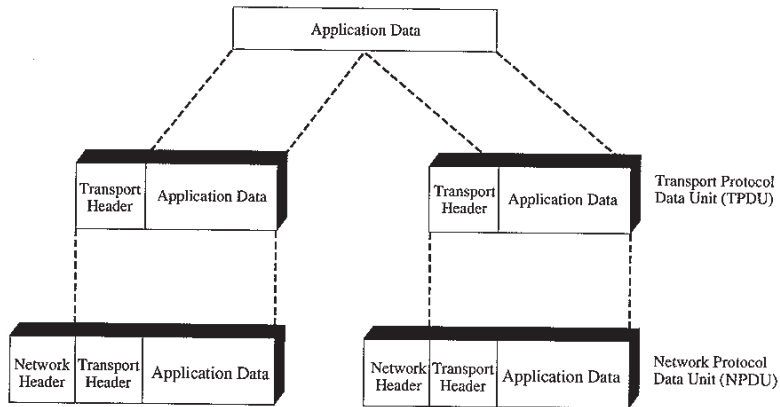 Application Data
Transport
Header
Application Data
Transport
Header
Application Data
Transport Protocol
Data Unit (TPDU)
Network
Header
Transport
Header
Application Data
Network
Header
Transport
Header
Application Data
Network Protocol
Data Unit (NPDU)